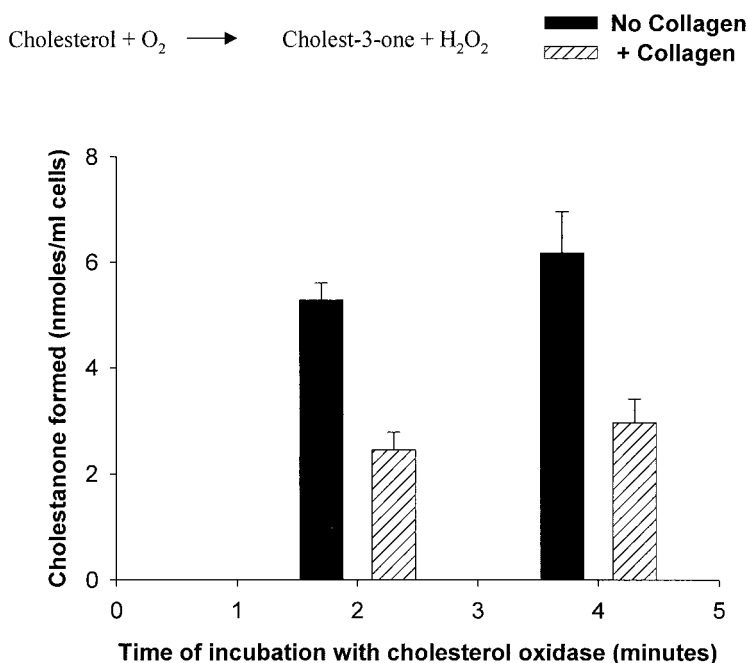 Cholesterol + O₂ ⟶ Cholest-3-one + H₂O₂
No Collagen
+ Collagen
Cholestanone formed (nmoles/ml cells)
8
6
4
2
0
0 1 2 3 4 5
Time of incubation with cholesterol oxidase (minutes)